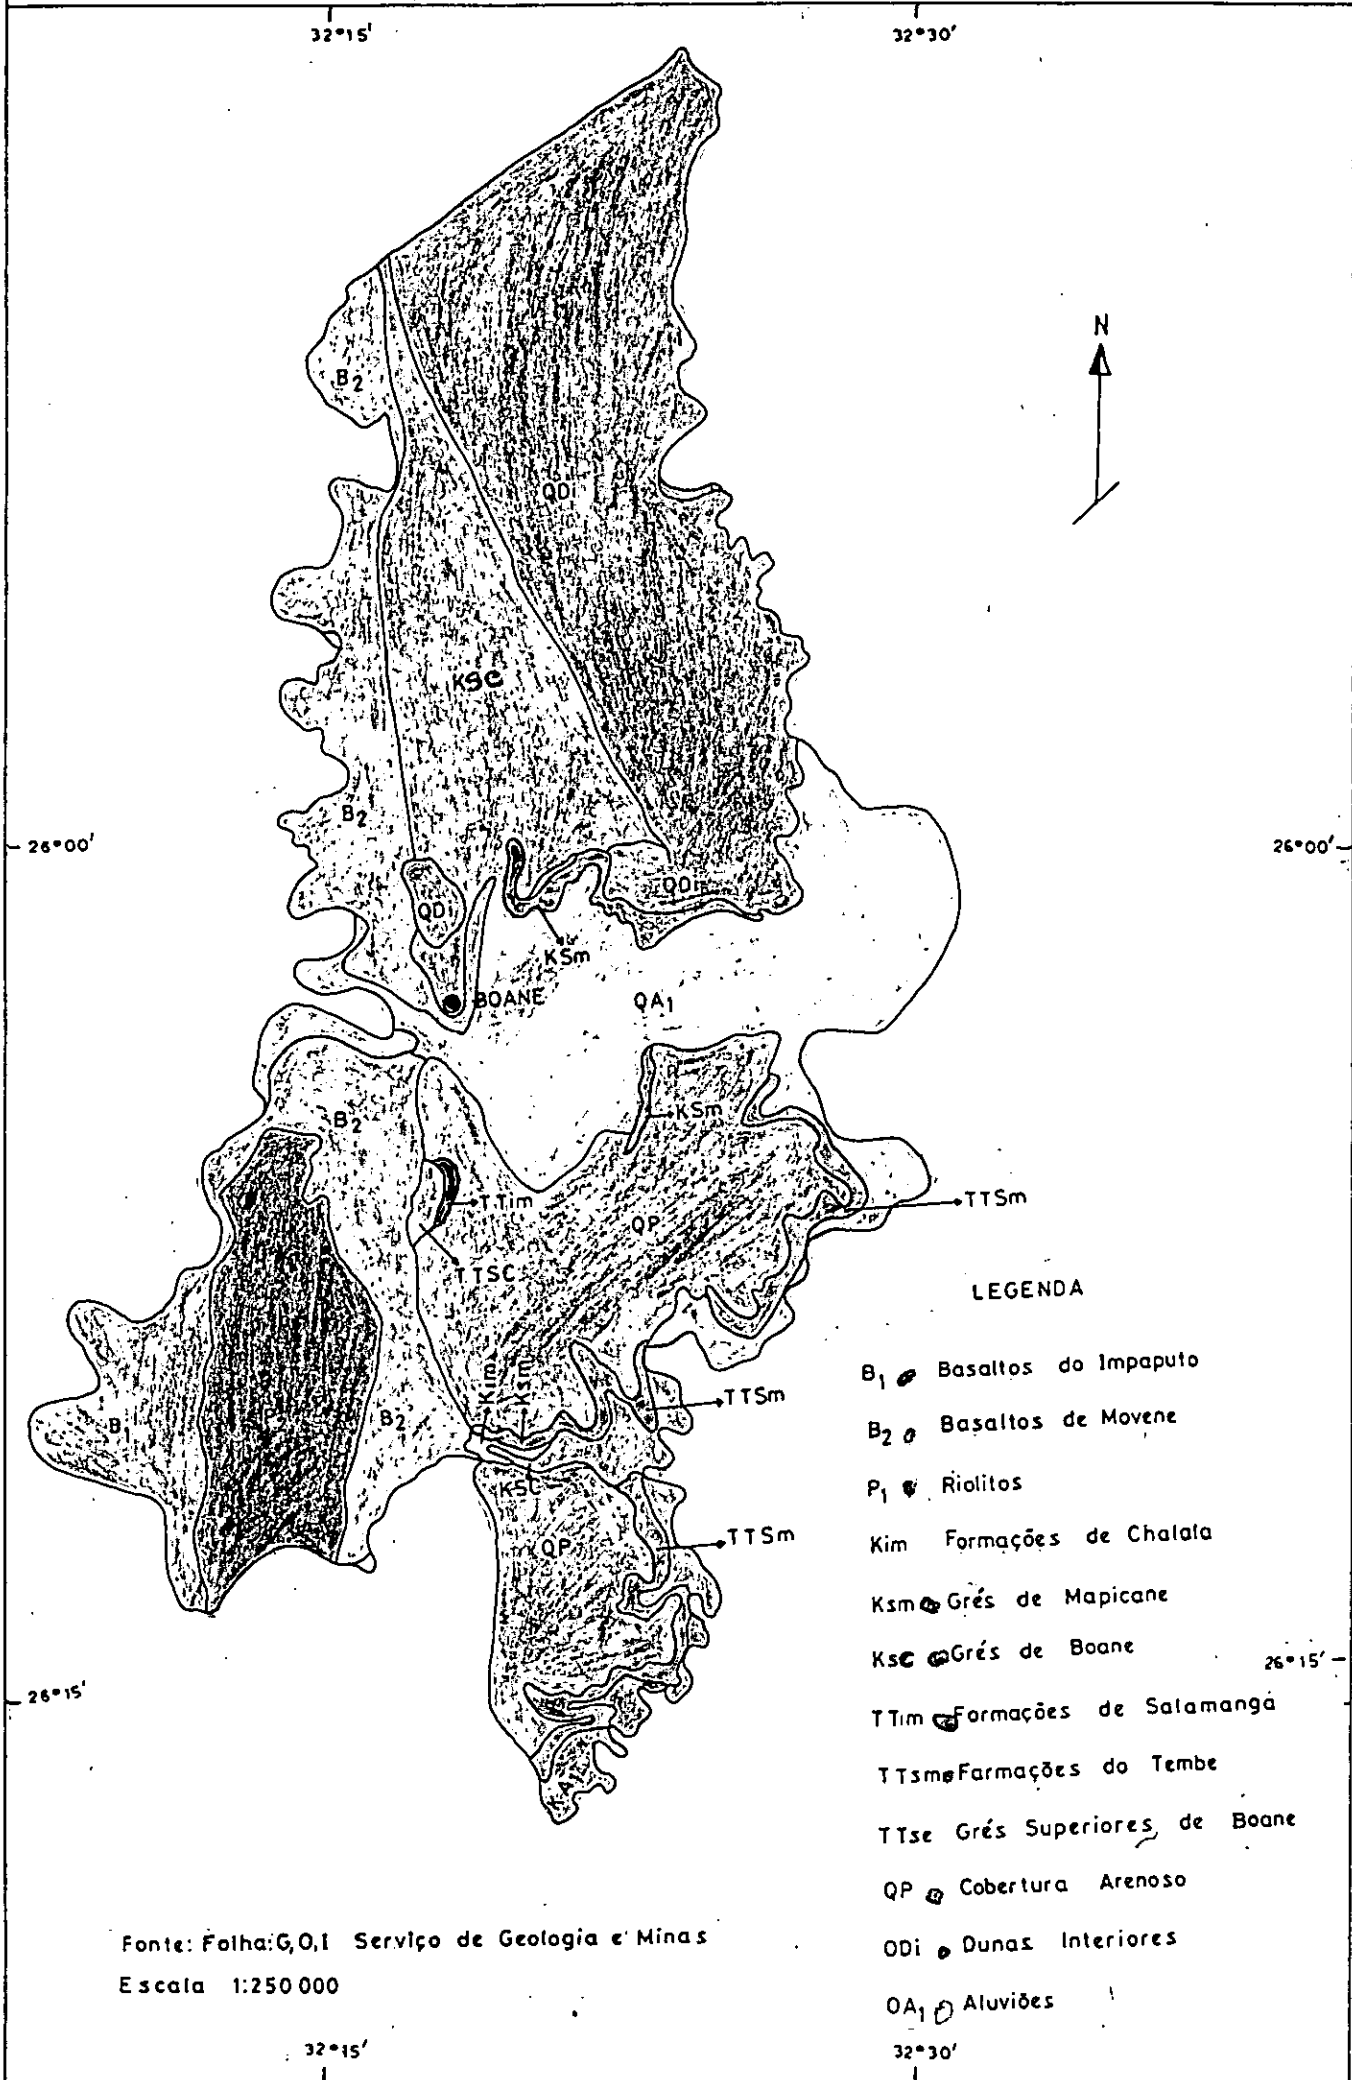 32°15' 32°30'
N
B2
QDi
KSC
B2
26°00' 26°00'
QDi
QDi
KSm
BOANE
QA1
B2
KSm
TTim
TTSm
QP
TTSC
LEGENDA
Kim
Ksm
B1 Basaltos do Impaputo
TTSm
B1
B2
B2 Basaltos de Movene
KSC
P1 Riolitos
QP
TTSm
Kim Formações de Chalala
Ksm Grés de Mapicane
Ksc Grés de Boane
26°15' 26°15'
TTim Formações de Salamanga
TTsm Farmações do Tembe
TTse Grés Superiores de Boane
QP Cobertura Arenoso
Fonte: Folha:G,O,I Serviço de Geologia e Minas
ODi Dunas Interiores
Escala 1:250 000
OA1 Aluviões
32°15' 32°30'